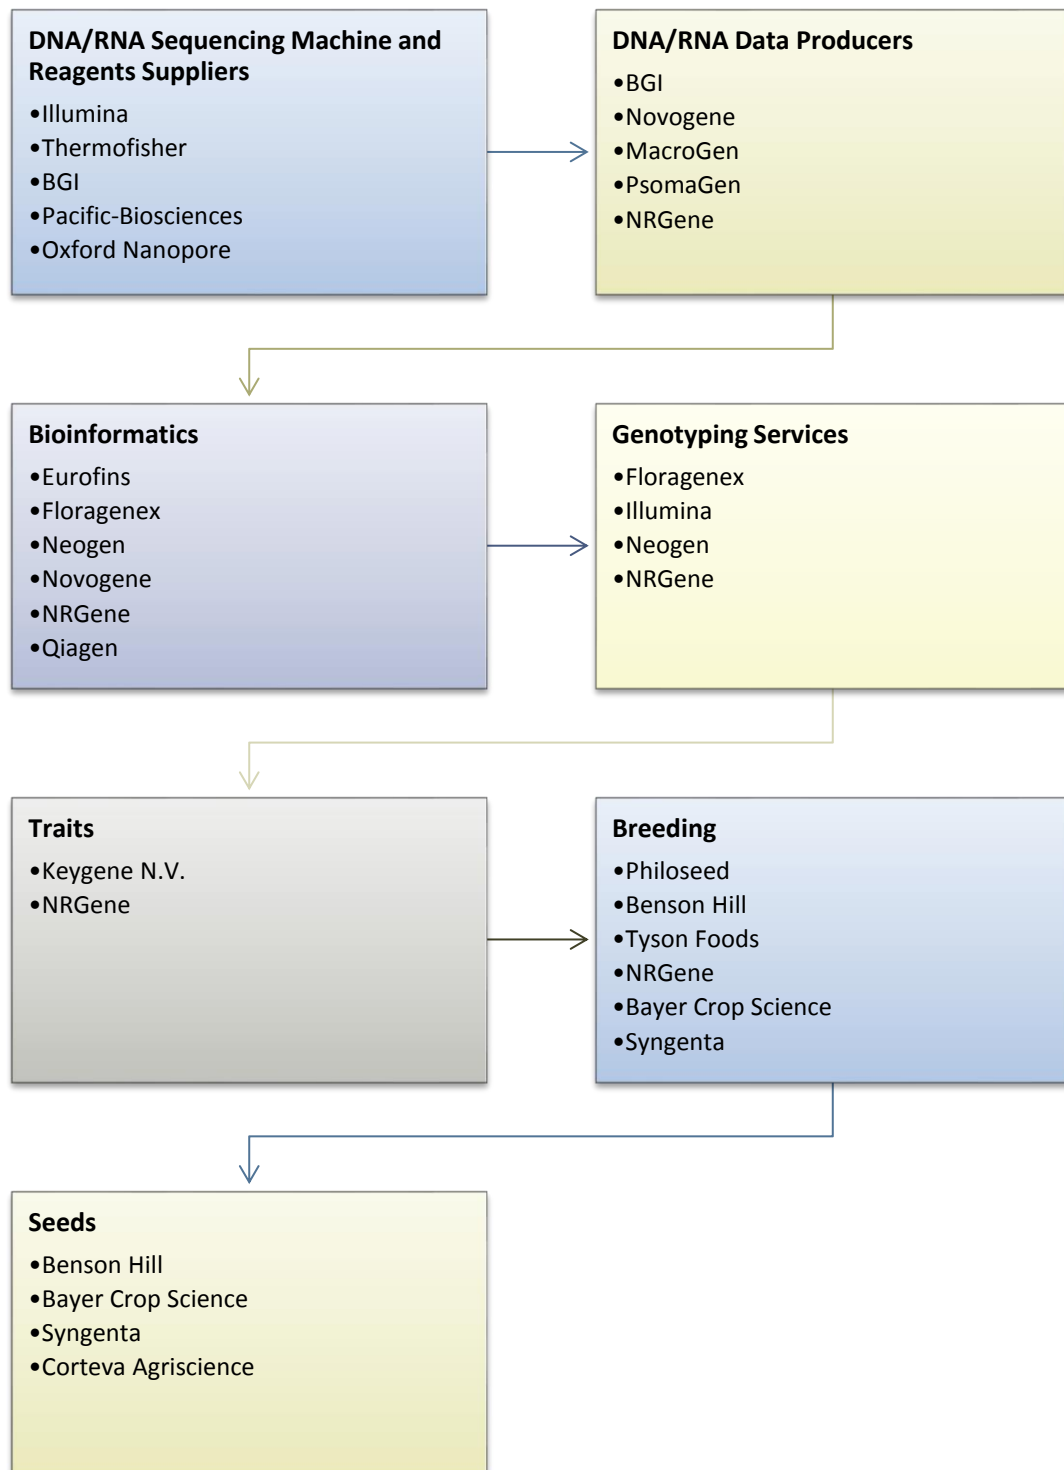 DNA/RNA Sequencing Machine and
Reagents Suppliers
•Illumina
•Thermofisher
•BGI
•Pacific-Biosciences
•Oxford Nanopore
DNA/RNA Data Producers
•BGI
•Novogene
•MacroGen
•PsomaGen
•NRGene
Bioinformatics
•Eurofins
•Floragenex
•Neogen
•Novogene
•NRGene
•Qiagen
Genotyping Services
•Floragenex
•Illumina
•Neogen
•NRGene
Traits
•Keygene N.V.
•NRGene
Breeding
•Philoseed
•Benson Hill
•Tyson Foods
•NRGene
•Bayer Crop Science
•Syngenta
Seeds
•Benson Hill
•Bayer Crop Science
•Syngenta
•Corteva Agriscience